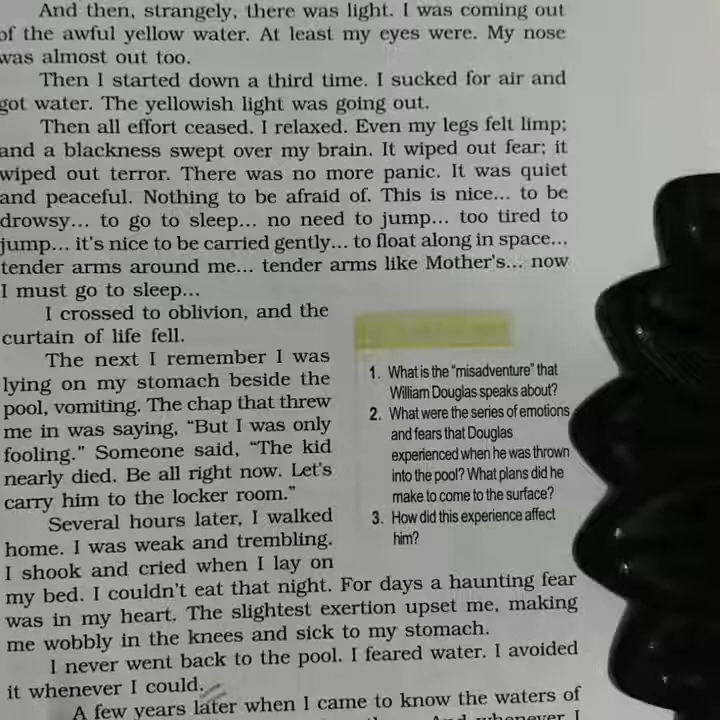 And then, strangely, there was light. I was coming out
of the awful yellow water. At least my eyes were. My nose
was almost out too.
Then I started down a third time. I sucked for air and
got water. The yellowish light was going out.
Then all effort ceased. I relaxed. Even my legs felt limp;
and a blackness swept over my brain. It wiped out fear; it
wiped out terror. There was no more panic. It was quiet
and peaceful. Nothing to be afraid of. This is nice... to be
drowsy... to go to sleep... no need to jump... too tired to
jump... it's nice to be carried gently... to float along in space...
tender arms around me... tender arms like Mother's... now
I must go to sleep...
I crossed to oblivion, and the
curtain of life fell.
The next I remember I was
lying on my stomach beside the
pool, vomiting. The chap that threw
me in was saying, “But I was only
fooling.” Someone said, “The kid
nearly died. Be all right now. Let's
carry him to the locker room.”
Several hours later, I walked
home. I was weak and trembling.
I shook and cried when I lay on
my bed. I couldn't eat that night. For days a haunting fear
was in my heart. The slightest exertion upset me, making
me wobbly in the knees and sick to my stomach.
I never went back to the pool. I feared water. I avoided
it whenever I could.
A few years later when I came to know the waters of
And whenever I
1. What is the “misadventure” that
William Douglas speaks about?
2. What were the series of emotions
and fears that Douglas
experienced when he was thrown
into the pool? What plans did he
make to come to the surface?
3. How did this experience affect
him?